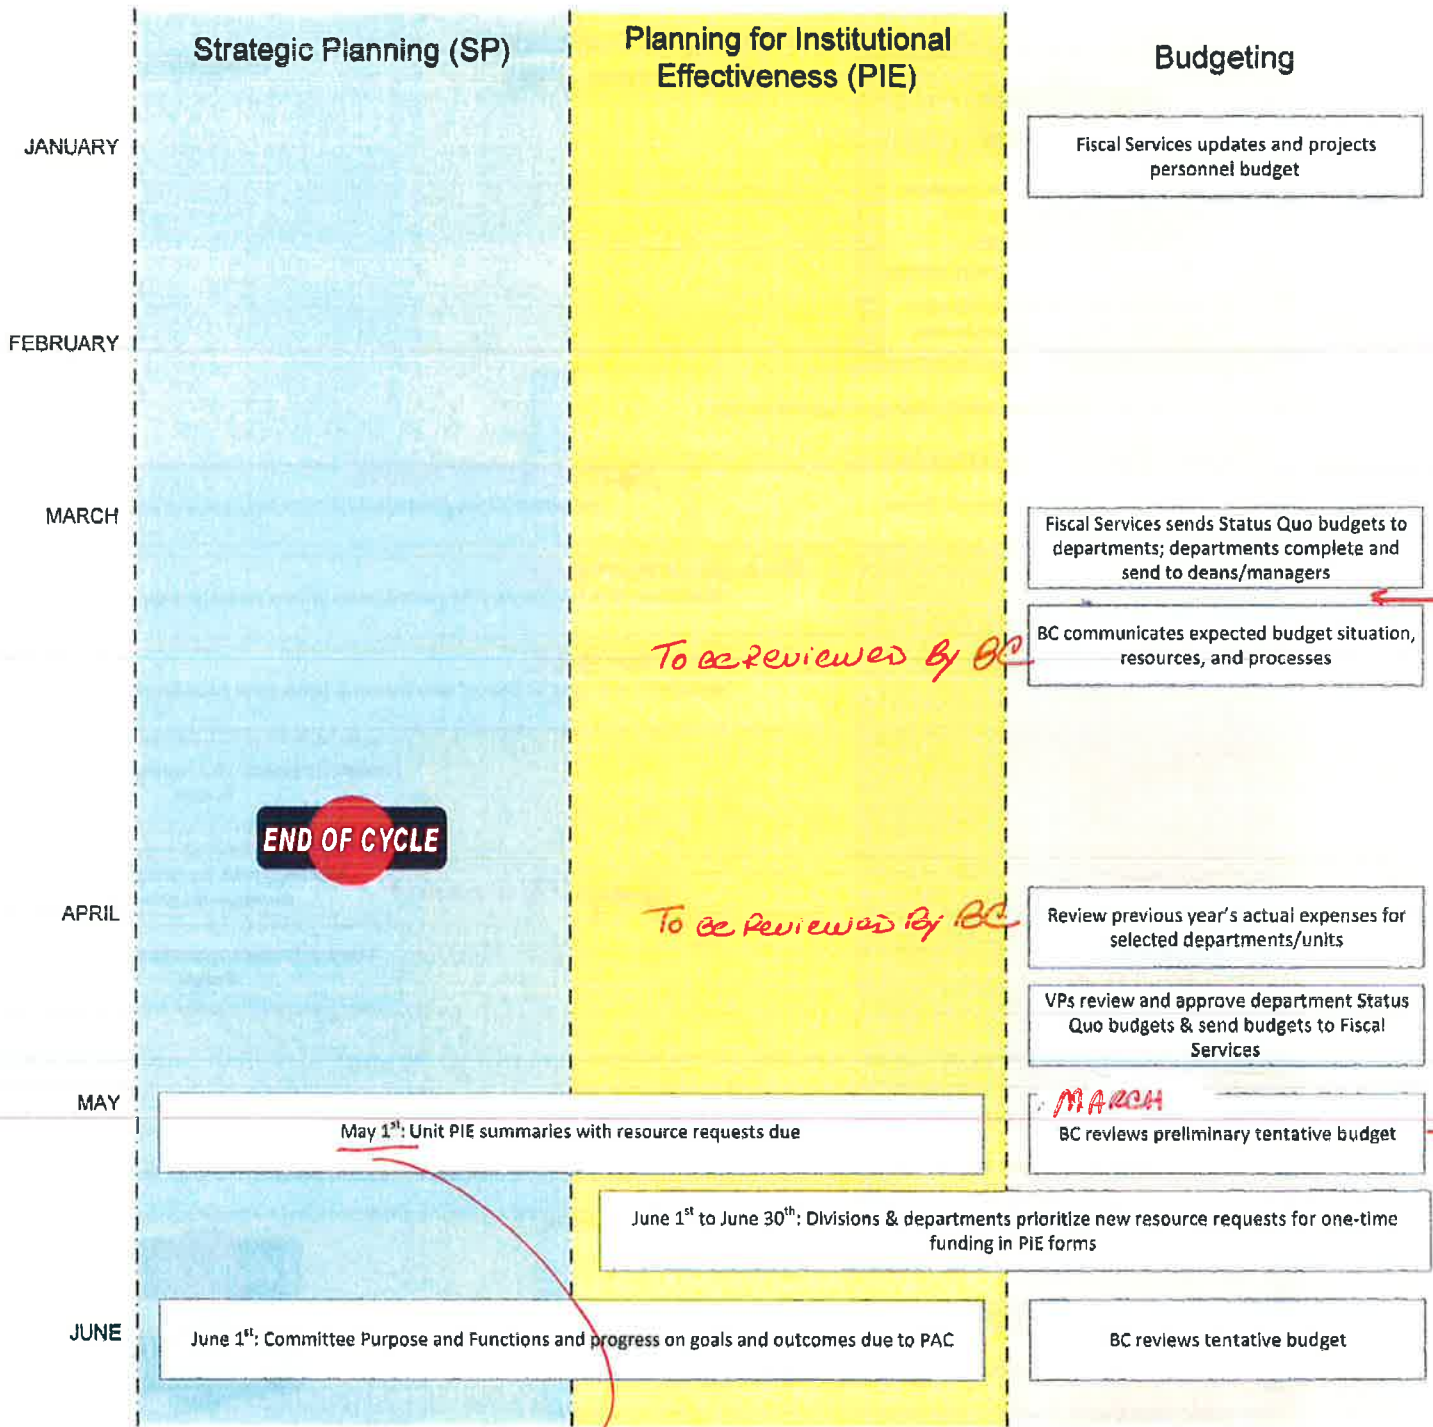 Strategic Planning (SP)
Planning for Institutional
Effectiveness (PIE)
Budgeting
JANUARY
Fiscal Services updates and projects
personnel budget
FEBRUARY
MARCH
Fiscal Services sends Status Quo budgets to
departments; departments complete and
send to deans/managers
To be Reviewed By BC
BC communicates expected budget situation,
resources, and processes
END OF CYCLE
APRIL
To be Reviewed By BC
Review previous year's actual expenses for
selected departments/units
VPs review and approve department Status
Quo budgets & send budgets to Fiscal
Services
MAY
May 1st: Unit PIE summaries with resource requests due
MARCH
BC reviews preliminary tentative budget
June 1st to June 30th: Divisions & departments prioritize new resource requests for one-time
funding in PIE forms
JUNE
June 1st: Committee Purpose and Functions and progress on goals and outcomes due to PAC
BC reviews tentative budget